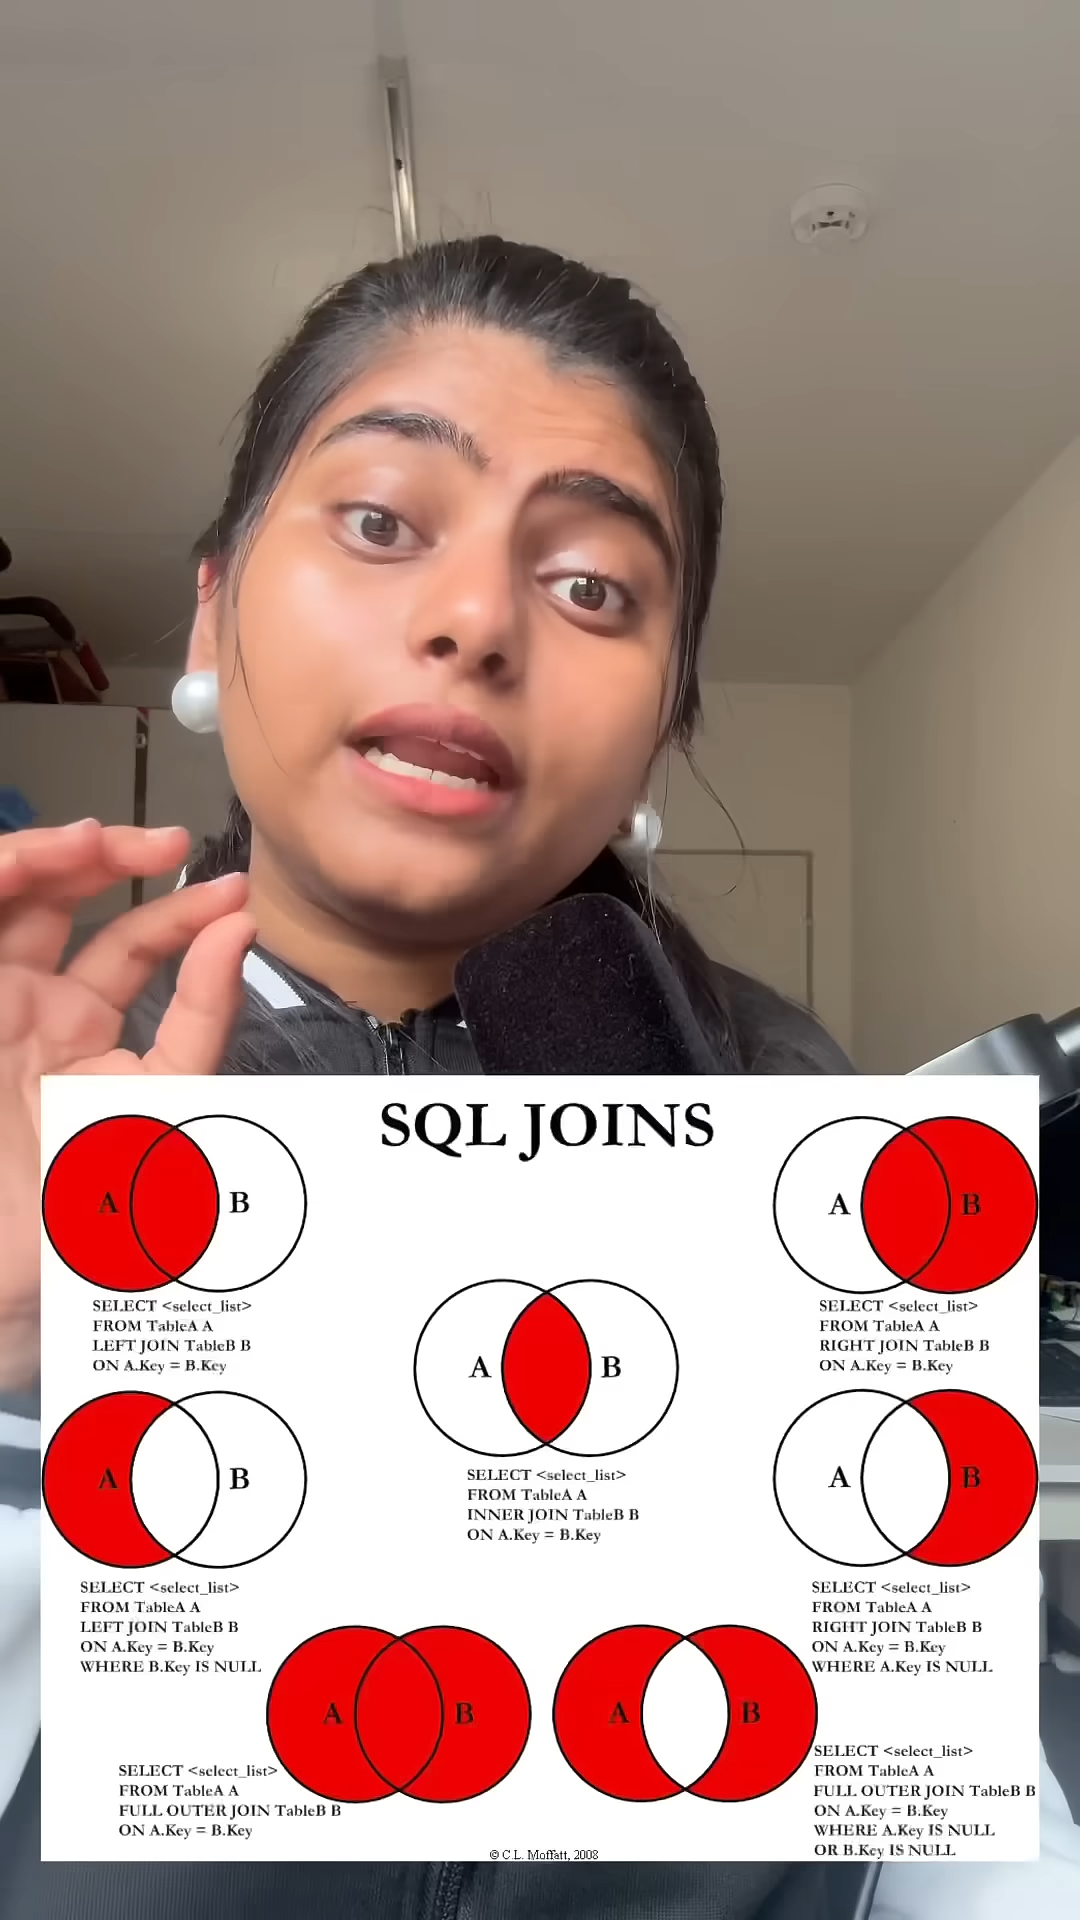 SQL JOINS
A B
SELECT <select_list>
FROM TableA A
LEFT JOIN TableB B
ON A.Key = B.Key
A B
SELECT <select_list>
FROM TableA A
RIGHT JOIN TableB B
ON A.Key = B.Key
A B
SELECT <select_list>
FROM TableA A
INNER JOIN TableB B
ON A.Key = B.Key
A B
SELECT <select_list>
FROM TableA A
LEFT JOIN TableB B
ON A.Key = B.Key
WHERE B.Key IS NULL
A B
SELECT <select_list>
FROM TableA A
RIGHT JOIN TableB B
ON A.Key = B.Key
WHERE A.Key IS NULL
A B
SELECT <select_list>
FROM TableA A
FULL OUTER JOIN TableB B
ON A.Key = B.Key
A B
SELECT <select_list>
FROM TableA A
FULL OUTER JOIN TableB B
ON A.Key = B.Key
WHERE A.Key IS NULL
OR B.Key IS NULL
© C.L. Moffatt, 2008